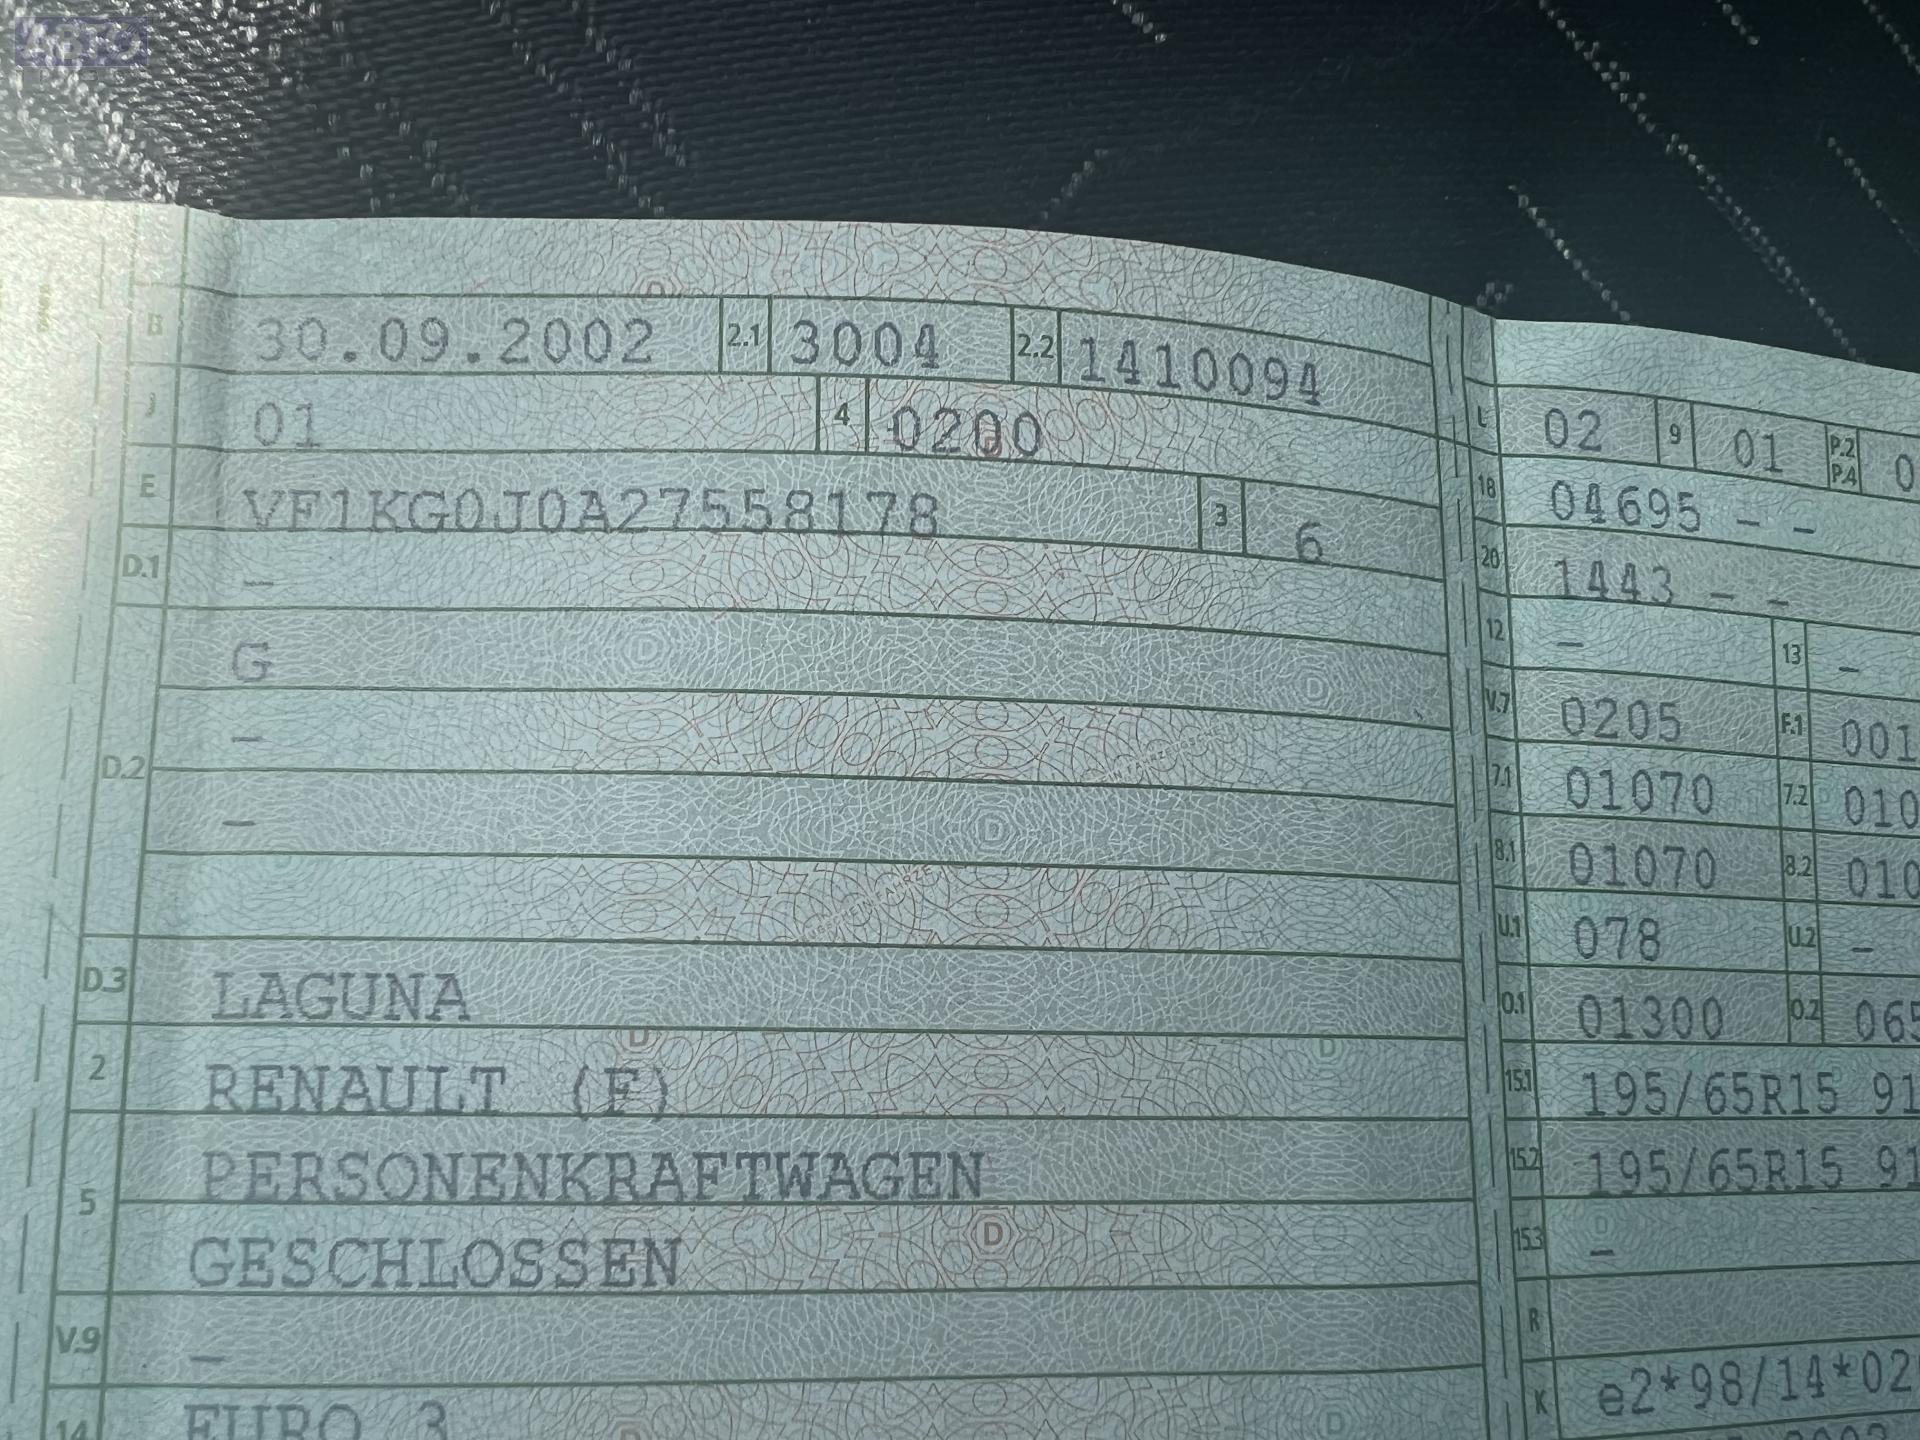 АВТО
B 30.09.2002 2.1 3004 2.2 1410094
J 01 4 0200
E VF1KG0J0A27558178 3 6
D.1 –
D.2 G
–
–
D.3 LAGUNA
2 RENAULT (F)
5 PERSONENKRAFTWAGEN
GESCHLOSSEN
V.9 –
14 EURO 3
L 02 9 01 P.2 P.4 0
18 04695 – –
20 1443 – –
12 – 13 –
V.7 0205 F.1 001
7.1 01070 7.2 010
8.1 01070 8.2 010
U.1 078 U.2 –
O.1 01300 O.2 065
15.1 195/65R15 91
15.2 195/65R15 91
15.3 –
R
K e2*98/14*02